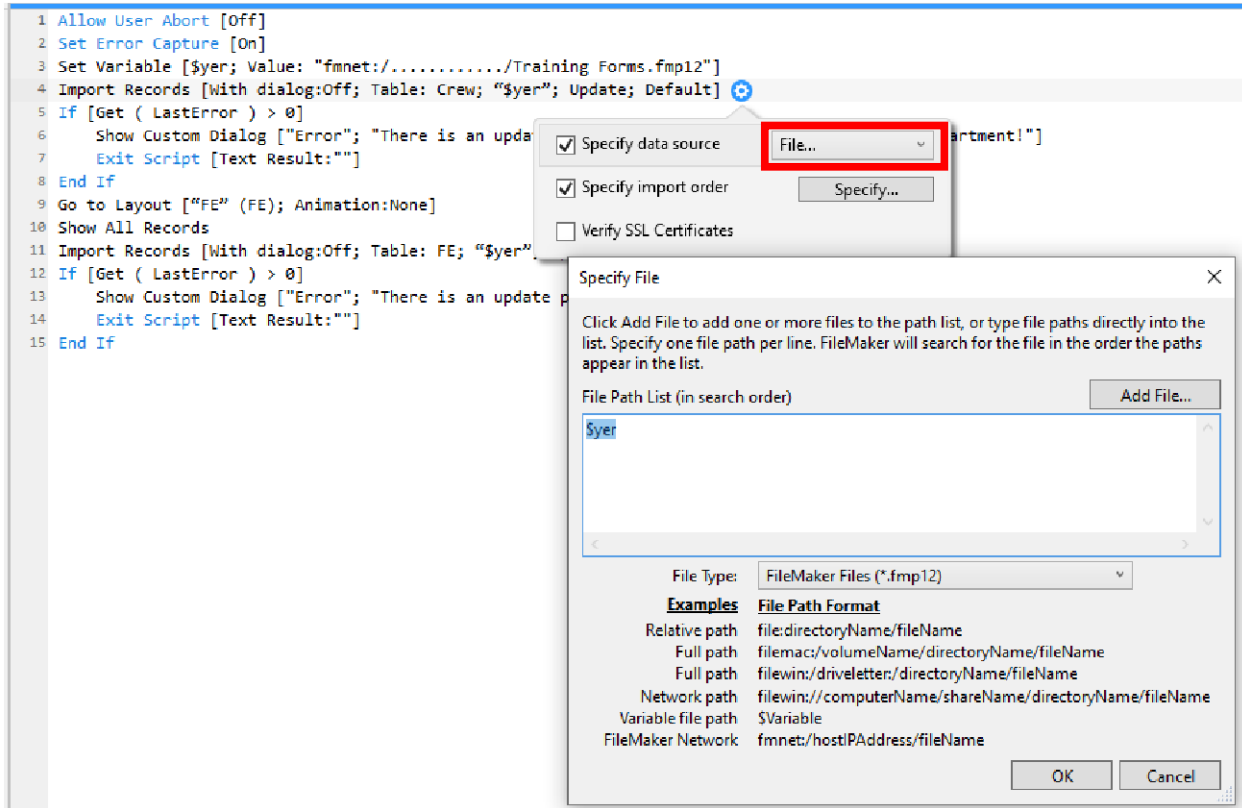 1 Allow User Abort [Off]
2 Set Error Capture [On]
3 Set Variable [$yer; Value: "fmnet:/............/Training Forms.fmp12"]
4 Import Records [With dialog:Off; Table: Crew; “$yer”; Update; Default]
5 If [Get ( LastError ) > 0]
6 Show Custom Dialog ["Error"; "There is an upda artment!"]
7 Exit Script [Text Result:""]
8 End If
9 Go to Layout [“FE” (FE); Animation:None]
10 Show All Records
11 Import Records [With dialog:Off; Table: FE; “$yer”
12 If [Get ( LastError ) > 0]
13 Show Custom Dialog ["Error"; "There is an update p
14 Exit Script [Text Result:""]
15 End If
Specify data source File...
Specify import order Specify...
Verify SSL Certificates
Specify File
Click Add File to add one or more files to the path list, or type file paths directly into the
list. Specify one file path per line. FileMaker will search for the file in the order the paths
appear in the list.
File Path List (in search order) Add File...
$yer
File Type: FileMaker Files (*.fmp12)
Examples File Path Format
Relative path file:directoryName/fileName
Full path filemac:/volumeName/directoryName/fileName
Full path filewin:/driveletter:/directoryName/fileName
Network path filewin://computerName/shareName/directoryName/fileName
Variable file path $Variable
FileMaker Network fmnet:/hostIPAddress/fileName
OK Cancel